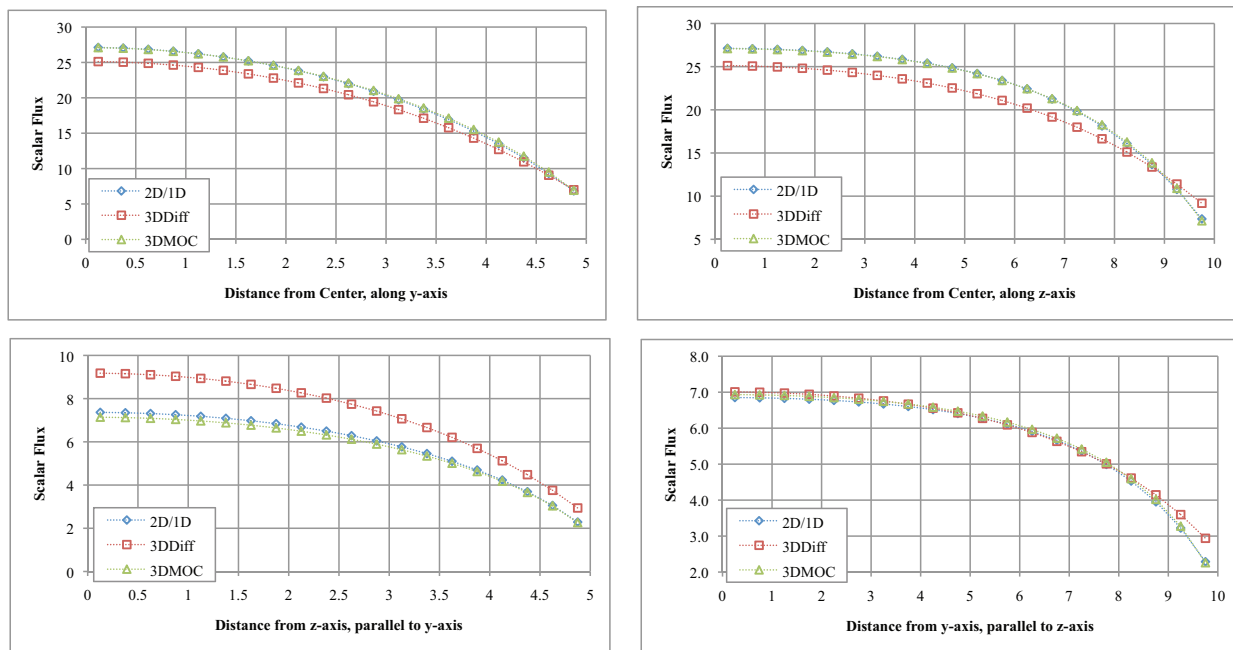 30
25
20
15
10
5
0
Scalar Flux
2D/1D
3DDiff
3DMOC
0 0.5 1 1.5 2 2.5 3 3.5 4 4.5 5
Distance from Center, along y-axis
30
25
20
15
10
5
Scalar Flux
2D/1D
3DDiff
3DMOC
0 1 2 3 4 5 6 7 8 9 10
Distance from Center, along z-axis
10
8
6
4
2
0
Scalar Flux
2D/1D
3DDiff
3DMOC
0 0.5 1 1.5 2 2.5 3 3.5 4 4.5 5
Distance from z-axis, parallel to y-axis
8.0
7.0
6.0
5.0
4.0
3.0
2.0
Scalar Flux
2D/1D
3DDiff
3DMOC
0 1 2 3 4 5 6 7 8 9 10
Distance from y-axis, parallel to z-axis